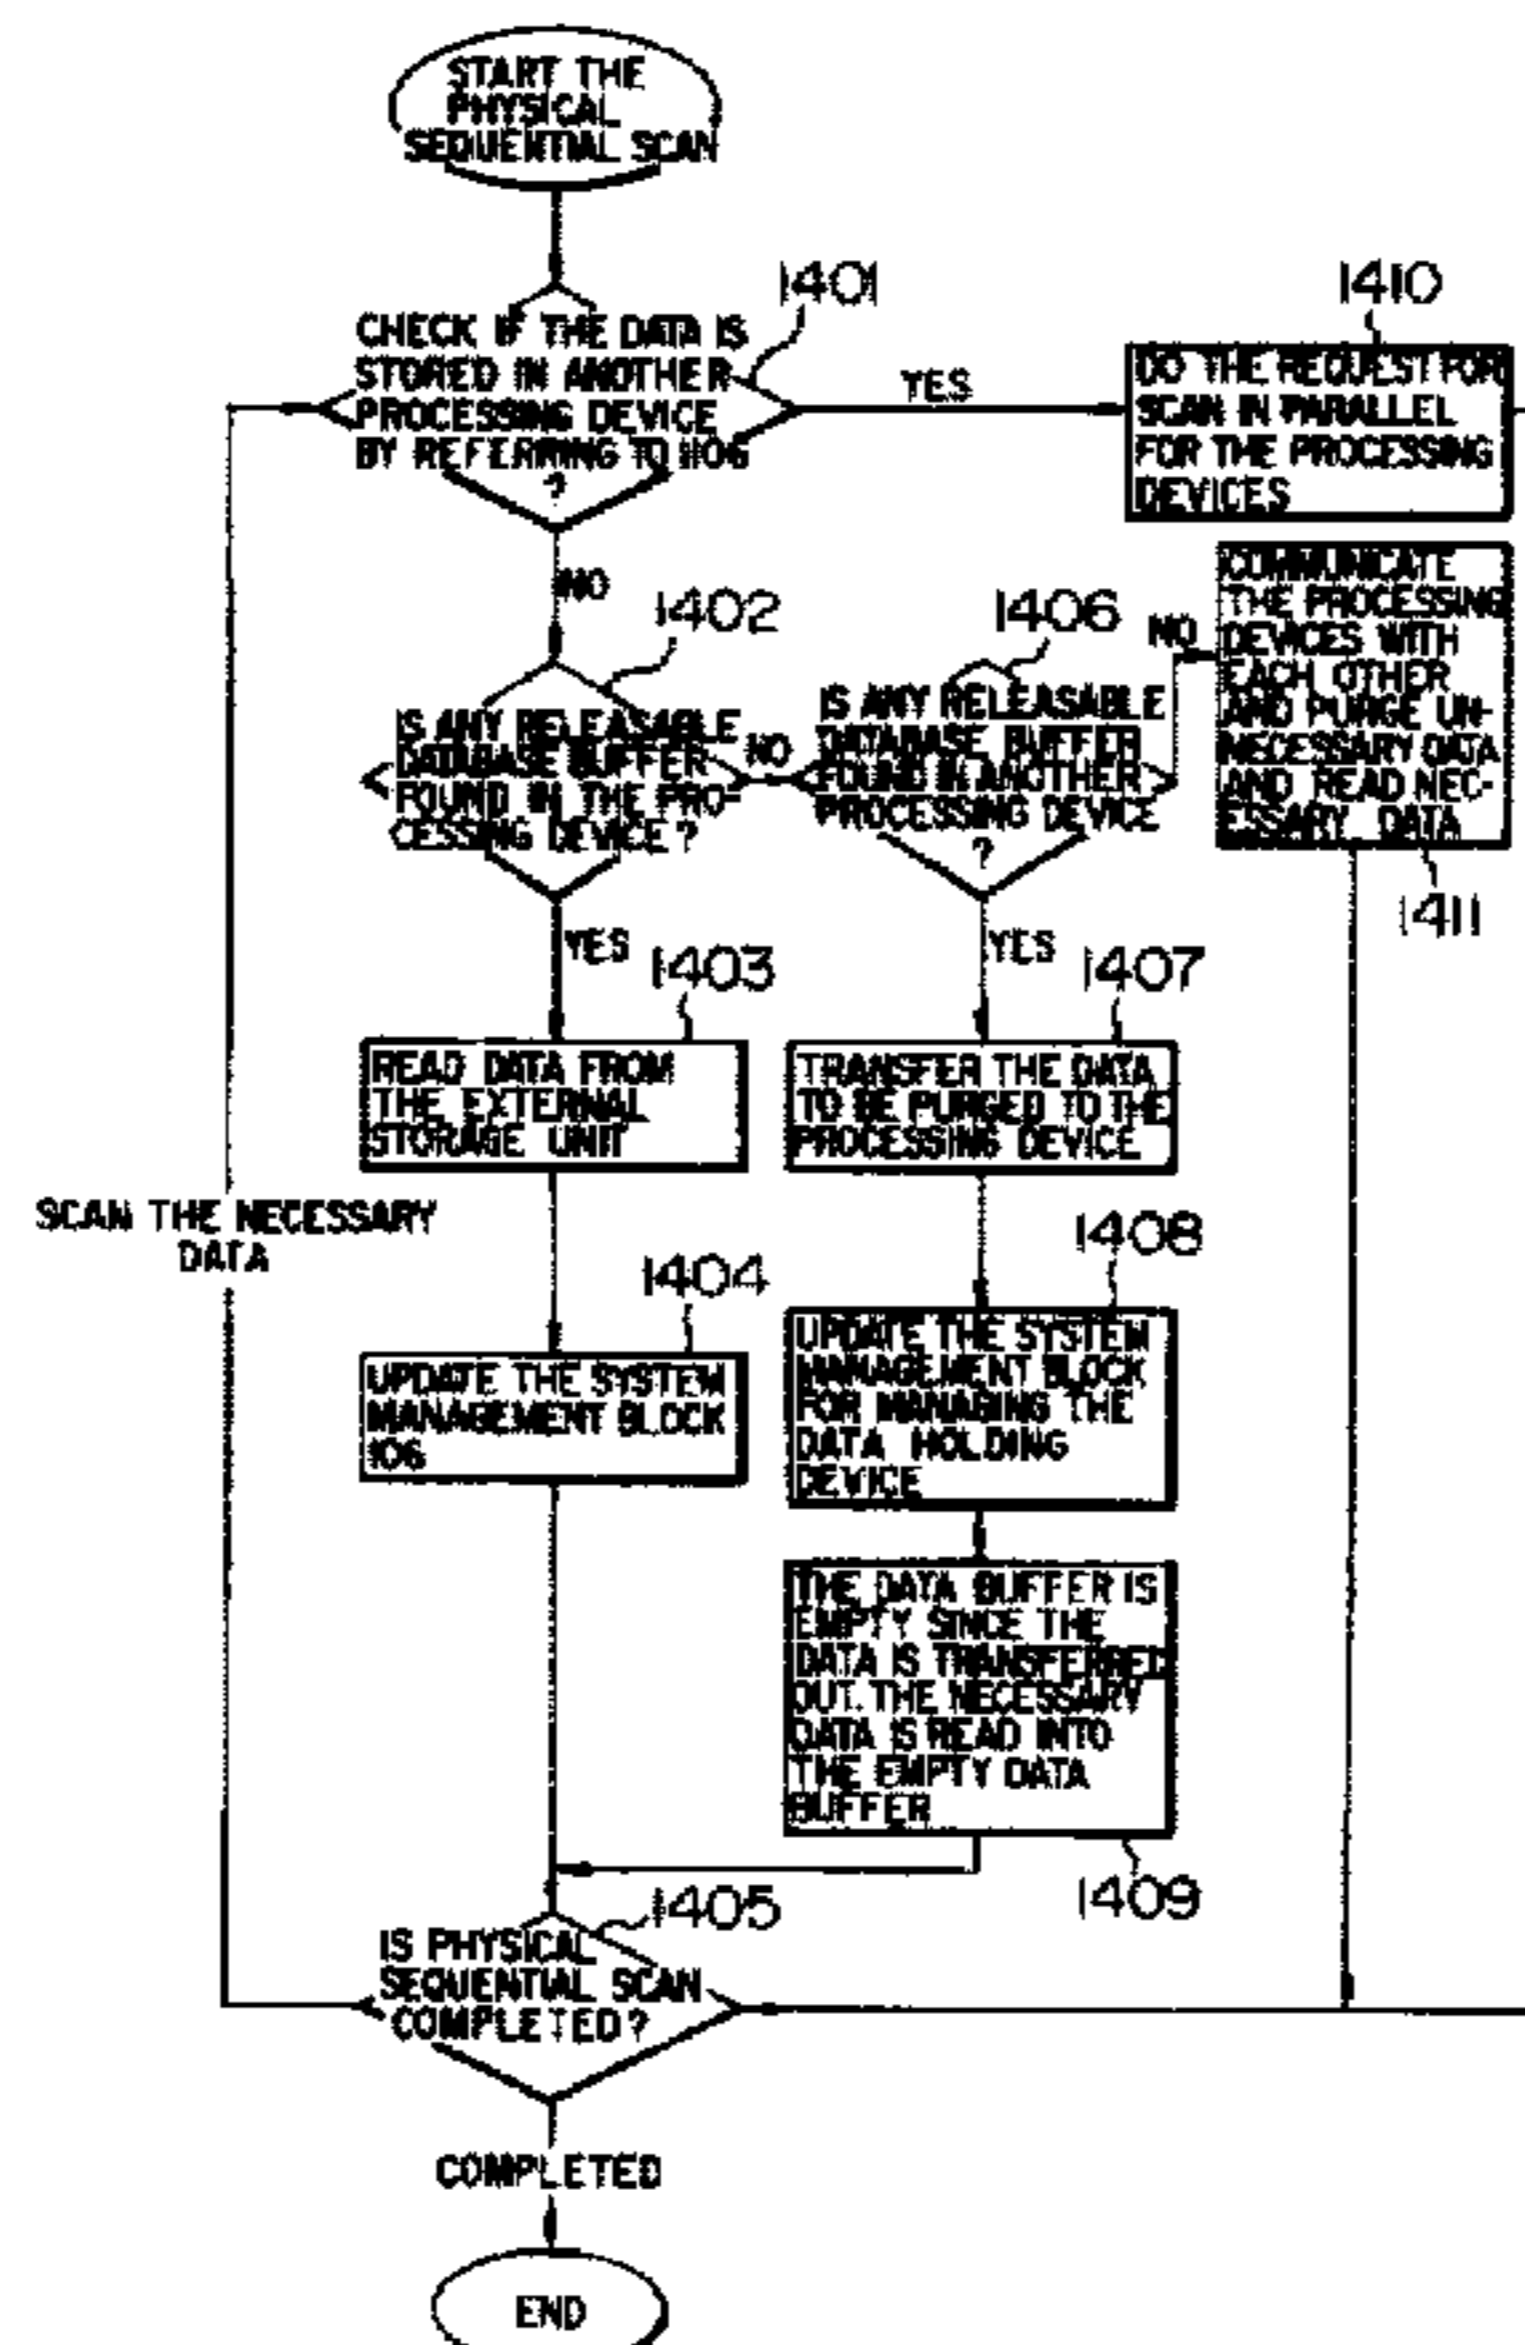 START THE
PHYSICAL
SEQUENTIAL SCAN
1401
CHECK IF THE DATA IS
STORED IN ANOTHER
PROCESSING DEVICE
BY REFERRING TO 1106
?
YES
1410
DO THE REQUEST FOR
SCAN IN PARALLEL
FOR THE PROCESSING
DEVICES
NO
1402
IS ANY RELEASABLE
DATABASE BUFFER
FOUND IN THE PRO-
CESSING DEVICE?
NO
1406
IS ANY RELEASABLE
DATABASE BUFFER
FOUND IN ANOTHER
PROCESSING DEVICE
?
NO
COMMUNICATE
THE PROCESSING
DEVICES WITH
EACH OTHER
AND PURGE UN-
NECESSARY DATA
AND READ NEC-
ESSARY DATA
1411
YES
1403
READ DATA FROM
THE EXTERNAL
STORAGE UNIT
YES
1407
TRANSFER THE DATA
TO BE PURGED TO THE
PROCESSING DEVICE
SCAN THE NECESSARY
DATA
1404
UPDATE THE SYSTEM
MANAGEMENT BLOCK
106
1408
UPDATE THE SYSTEM
MANAGEMENT BLOCK
FOR MANAGING THE
DATA HOLDING
DEVICE
THE DATA BUFFER IS
EMPTY SINCE THE
DATA IS TRANSFERRED
OUT. THE NECESSARY
DATA IS READ INTO
THE EMPTY DATA
BUFFER
1409
1405
IS PHYSICAL
SEQUENTIAL SCAN
COMPLETED?
COMPLETED
END